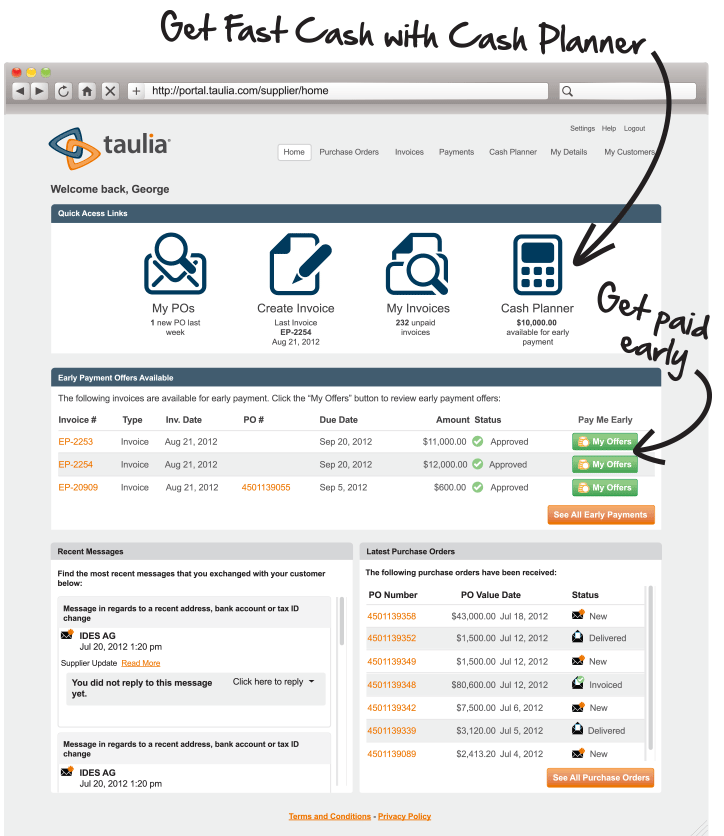 Get Fast Cash with Cash Planner
http://portal.taulia.com/supplier/home
Settings Help Logout
taulia
Home Purchase Orders Invoices Payments Cash Planner My Details My Customers
Welcome back, George
Quick Acess Links
My POs Create Invoice My Invoices Cash Planner
1 new PO last Last Invoice 232 unpaid $10,000.00
week EP-2254 invoices available for early
Aug 21, 2012 payment
Get paid
early
Early Payment Offers Available
The following invoices are available for early payment. Click the “My Offers” button to review early payment offers:
Invoice # Type Inv. Date PO # Due Date Amount Status Pay Me Early
EP-2253 Invoice Aug 21, 2012 Sep 20, 2012 $11,000.00 Approved My Offers
EP-2254 Invoice Aug 21, 2012 Sep 20, 2012 $12,000.00 Approved My Offers
EP-20909 Invoice Aug 21, 2012 4501139055 Sep 5, 2012 $600.00 Approved My Offers
See All Early Payments
Recent Messages
Find the most recent messages that you exchanged with your customer
below:
Message in regards to a recent address, bank account or tax ID
change
IDES AG
Jul 20, 2012 1:20 pm
Supplier Update Read More
You did not reply to this message Click here to reply
yet.
Message in regards to a recent address, bank account or tax ID
change
IDES AG
Jul 20, 2012 1:20 pm
Latest Purchase Orders
The following purchase orders have been received:
PO Number PO Value Date Status
4501139358 $43,000.00 Jul 18, 2012 New
4501139352 $1,500.00 Jul 12, 2012 Delivered
4501139349 $1,500.00 Jul 12, 2012 New
4501139348 $80,600.00 Jul 12, 2012 Invoiced
4501139342 $7,500.00 Jul 6, 2012 New
4501139339 $3,120.00 Jul 5, 2012 Delivered
4501139089 $2,413.20 Jul 4, 2012 New
See All Purchase Orders
Terms and Conditions - Privacy Policy